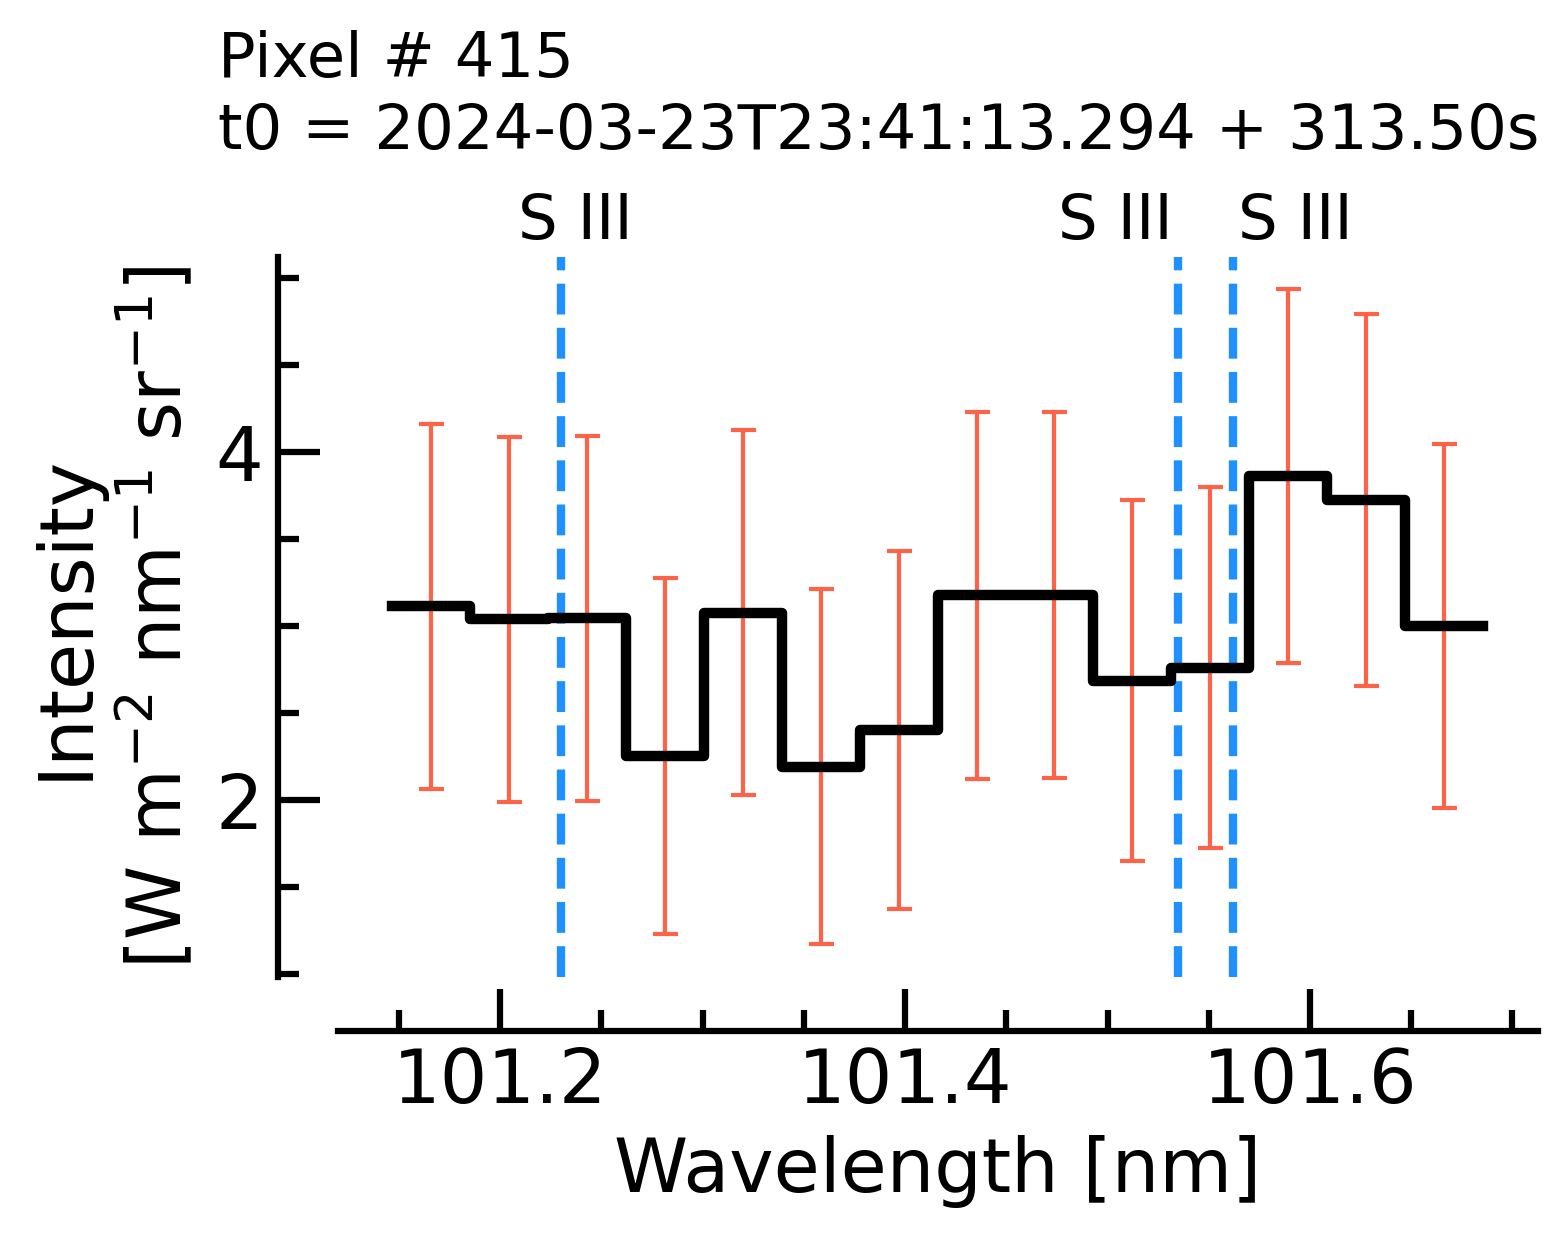 Pixel # 415
t0 = 2024-03-23T23:41:13.294 + 313.50s
S III S III S III
Intensity
[W m⁻² nm⁻¹ sr⁻¹]
4
2
101.2 101.4 101.6
Wavelength [nm]